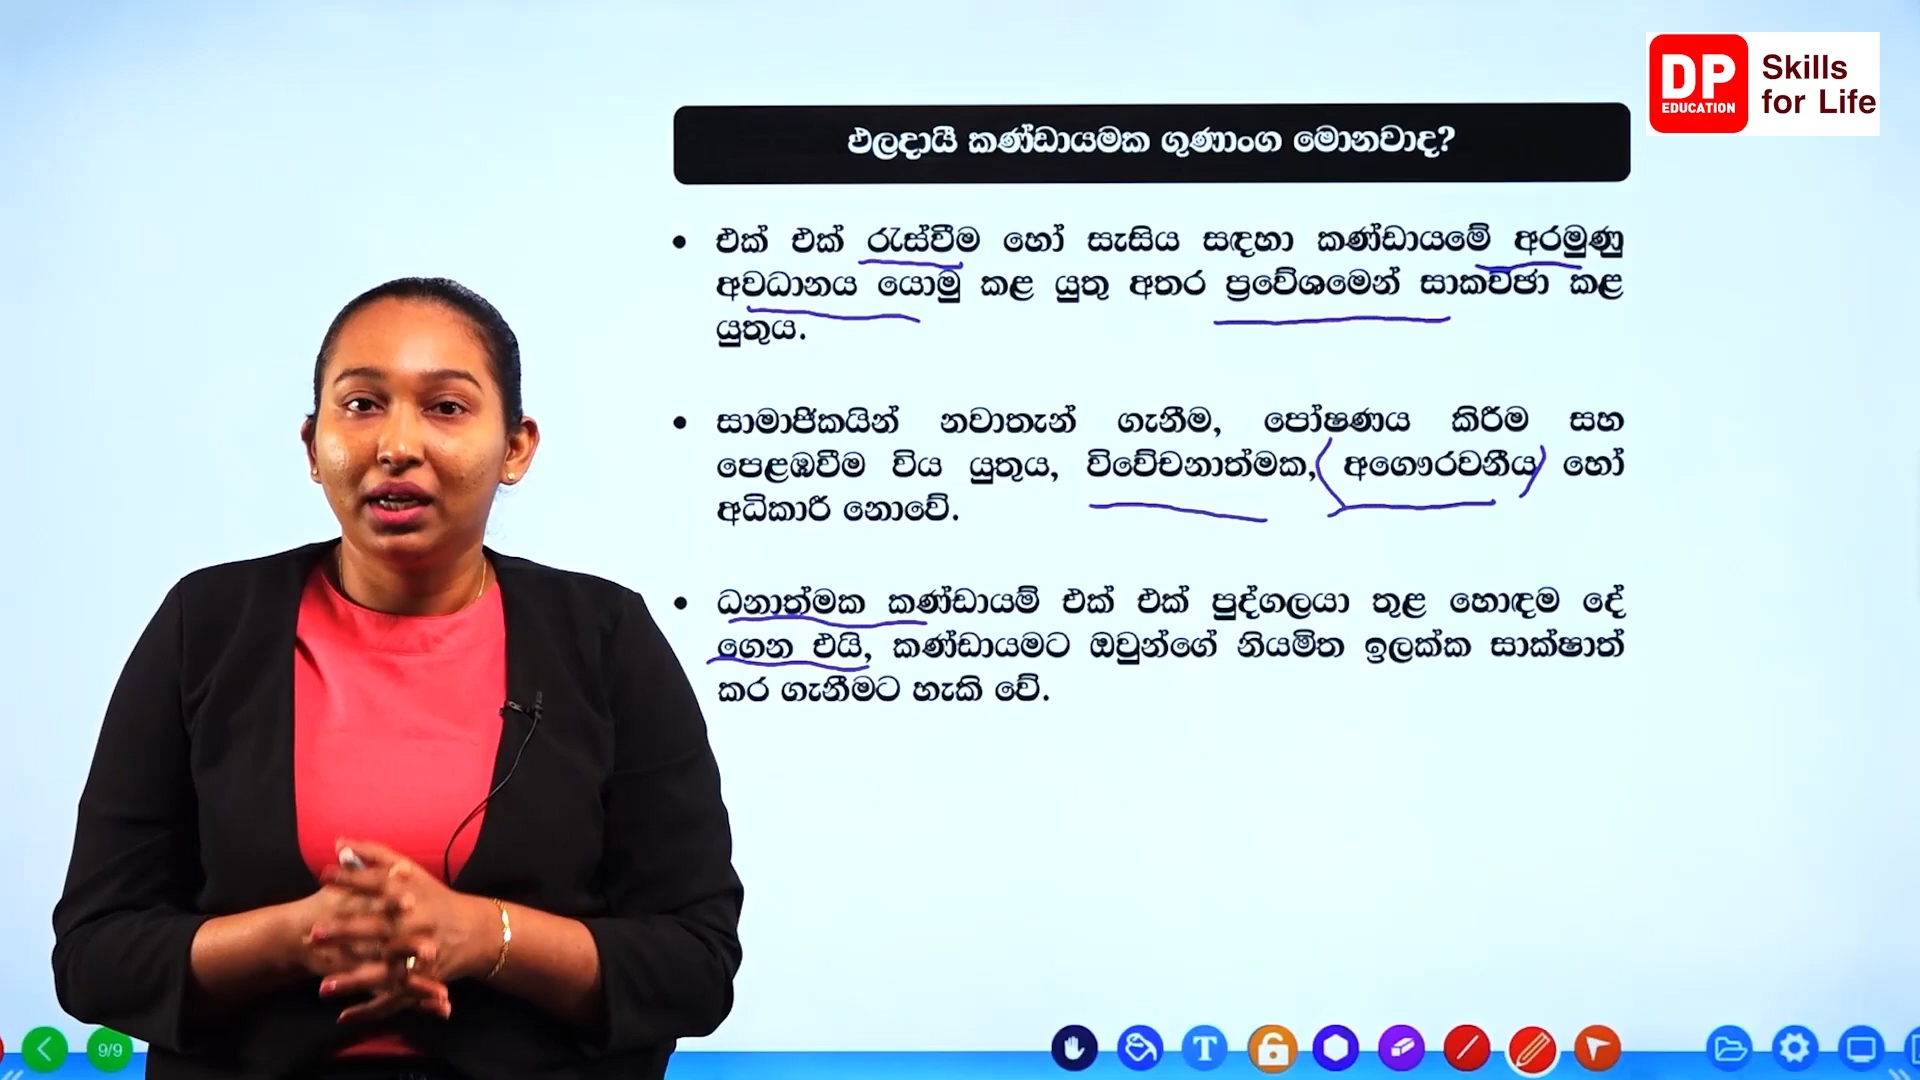 DP
EDUCATION
Skills
for Life
ඵලදායී කණ්ඩායමක ගුණාංග මොනවාද?
• එක් එක් රැස්වීම හෝ සැසිය සඳහා කණ්ඩායමේ අරමුණු
අවධානය යොමු කළ යුතු අතර ප්‍රවේශමෙන් සාකච්ඡා කළ
යුතුය.
• සාමාජිකයින් නවාතැන් ගැනීම, පෝෂණය කිරීම සහ
පෙළඹවීම විය යුතුය, විවේචනාත්මක, අගෞරවනීය හෝ
අධිකාරී නොවේ.
• ධනාත්මක කණ්ඩායම් එක් එක් පුද්ගලයා තුළ හොඳම දේ
ගෙන එයි, කණ්ඩායමට ඔවුන්ගේ නියමිත ඉලක්ක සාක්ෂාත්
කර ගැනීමට හැකි වේ.
9/9
T